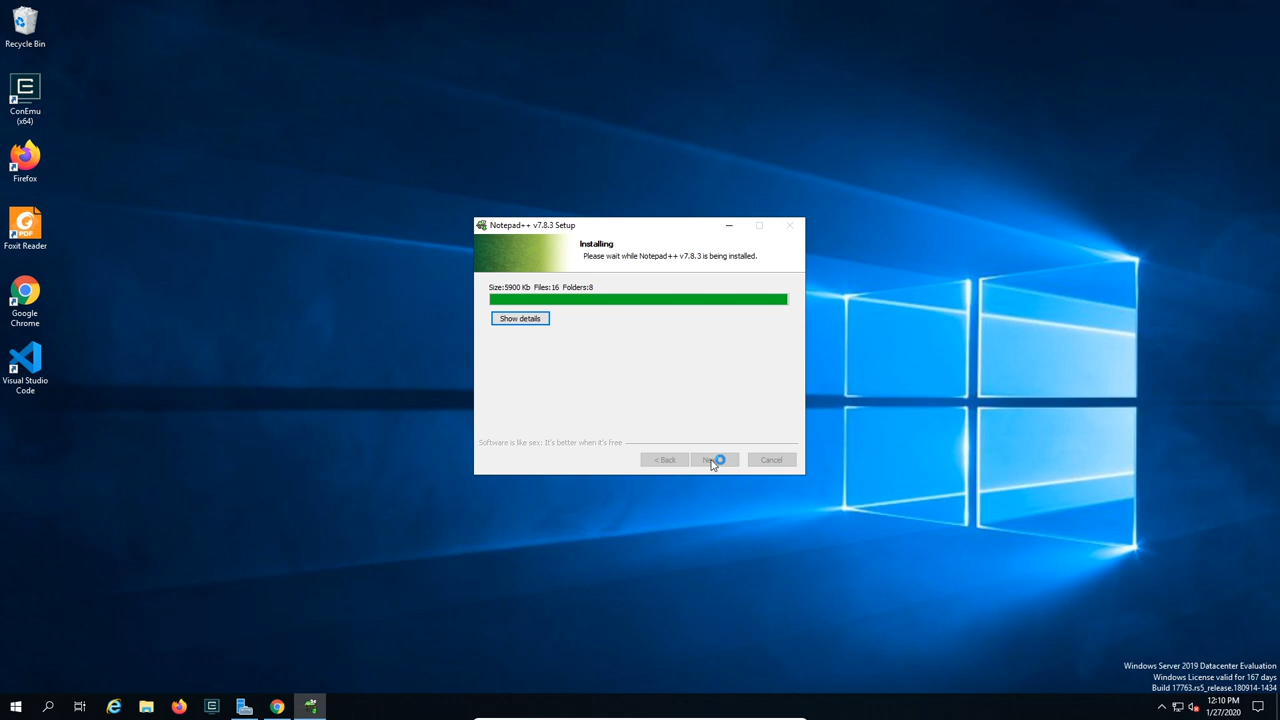 Recycle Bin
ConEmu
(x64)
Firefox
PDF
Foxit Reader
Google
Chrome
Visual Studio
Code
Notepad++ v7.8.3 Setup
Installing
Please wait while Notepad++ v7.8.3 is being installed.
Size:5900 Kb Files:16 Folders:8
Show details
Software is like sex: It's better when it's free
< Back
Cancel
Windows Server 2019 Datacenter Evaluation
Windows License valid for 167 days
Build 17763.rs5_release.180914-1434
12:10 PM
1/27/2020